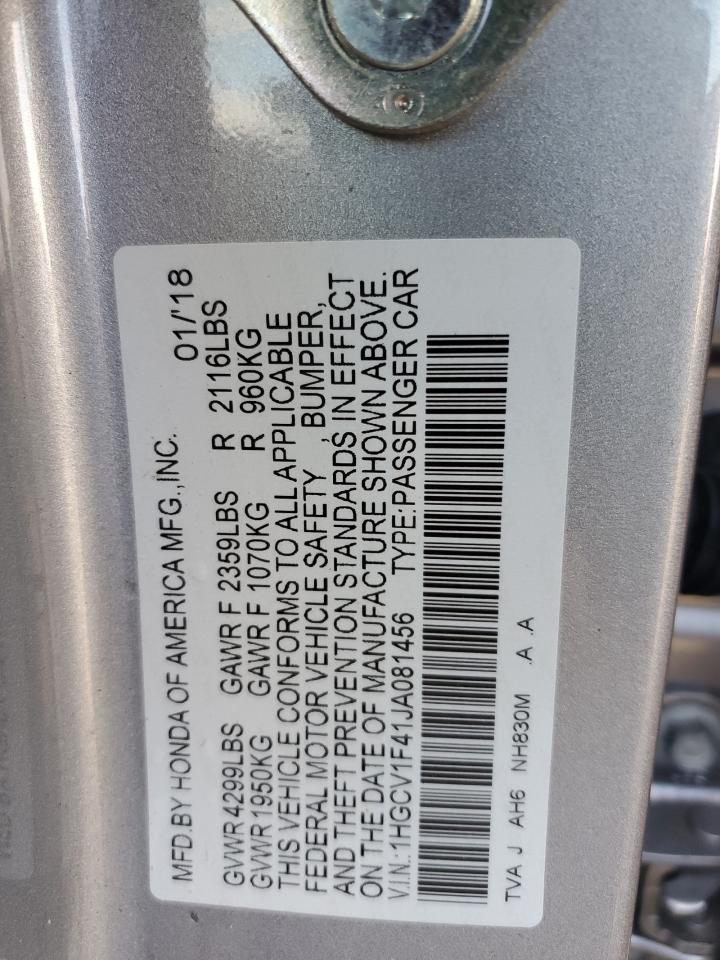 MFD.BY HONDA OF AMERICA MFG.,INC. 01/'18
GVWR 4299LBS GAWR F 2359LBS R 2116LBS
GVWR 1950KG GAWR F 1070KG R 960KG
THIS VEHICLE CONFORMS TO ALL APPLICABLE
FEDERAL MOTOR VEHICLE SAFETY , BUMPER,
AND THEFT PREVENTION STANDARDS IN EFFECT
ON THE DATE OF MANUFACTURE SHOWN ABOVE.
V.I.N.:1HGCV1F41JA081456 TYPE:PASSENGER CAR
TVA J AH6 NH830M .A .A